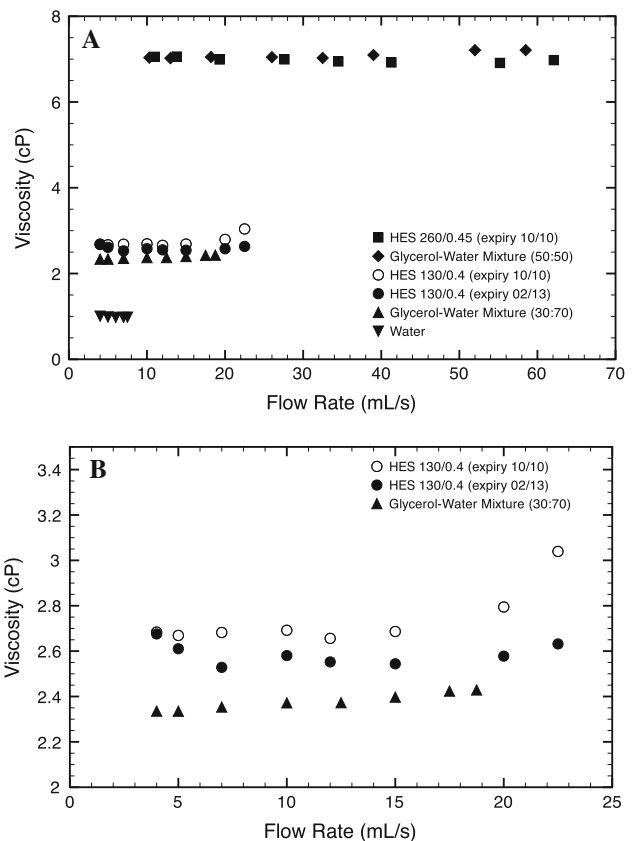 A
8
6
4
2
0
Viscosity (cP)
HES 260/0.45 (expiry 10/10)
Glycerol-Water Mixture (50:50)
HES 130/0.4 (expiry 10/10)
HES 130/0.4 (expiry 02/13)
Glycerol-Water Mixture (30:70)
Water
0 10 20 30 40 50 60 70
Flow Rate (mL/s)
B
3.4
3.2
3
2.8
2.6
2.4
2.2
2
Viscosity (cP)
HES 130/0.4 (expiry 10/10)
HES 130/0.4 (expiry 02/13)
Glycerol-Water Mixture (30:70)
0 5 10 15 20 25
Flow Rate (mL/s)